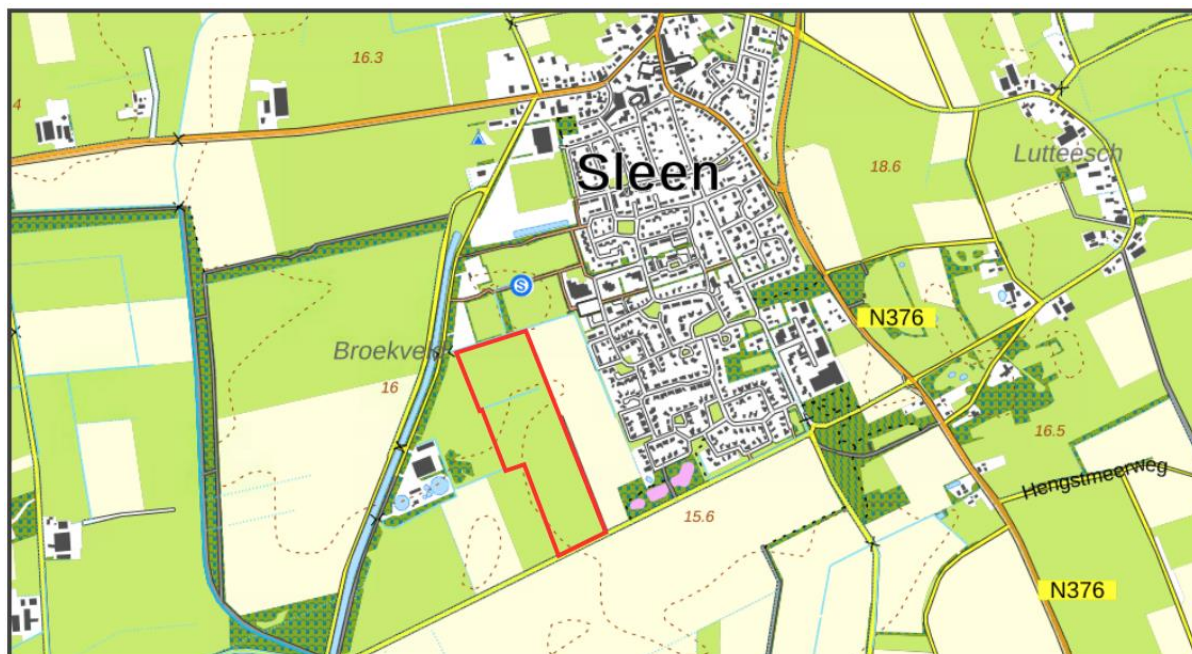 16.3
4
Sleen
18.6
Lutteesch
S
N376
Broekveld
16
16.5
Hengstmeerweg
15.6
N376